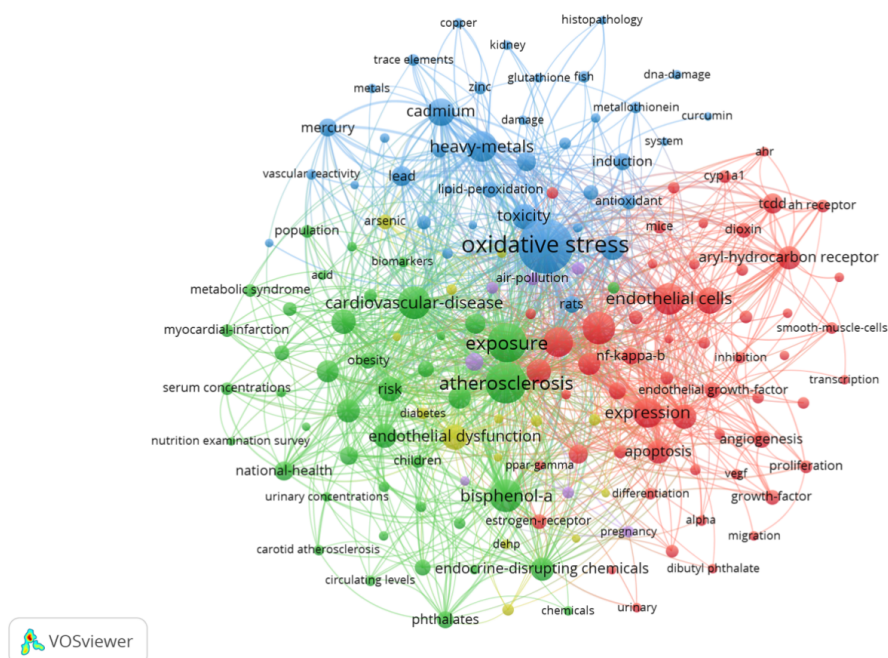 histopathology
copper
kidney
trace elements
glutathione fish
dna-damage
metals
zinc
cadmium
metallothionein
curcumin
mercury
damage
system
heavy-metals
ahr
induction
vascular reactivity
lead
cyp1a1
lipid-peroxidation
antioxidant
tcdd
ah receptor
arsenic
toxicity
population
mice
dioxin
oxidative stress
biomarkers
aryl-hydrocarbon receptor
acid
air-pollution
metabolic syndrome
cardiovascular-disease
rats
endothelial cells
myocardial-infarction
smooth-muscle-cells
exposure
nf-kappa-b
inhibition
obesity
transcription
serum concentrations
risk
atherosclerosis
endothelial growth-factor
diabetes
expression
nutrition examination survey
endothelial dysfunction
angiogenesis
children
apoptosis
national-health
ppar-gamma
proliferation
vegf
urinary concentrations
bisphenol-a
differentiation
growth-factor
estrogen-receptor
alpha
pregnancy
migration
carotid atherosclerosis
dehp
circulating levels
endocrine-disrupting chemicals
dibutyl phthalate
phthalates
chemicals
urinary
VOSviewer